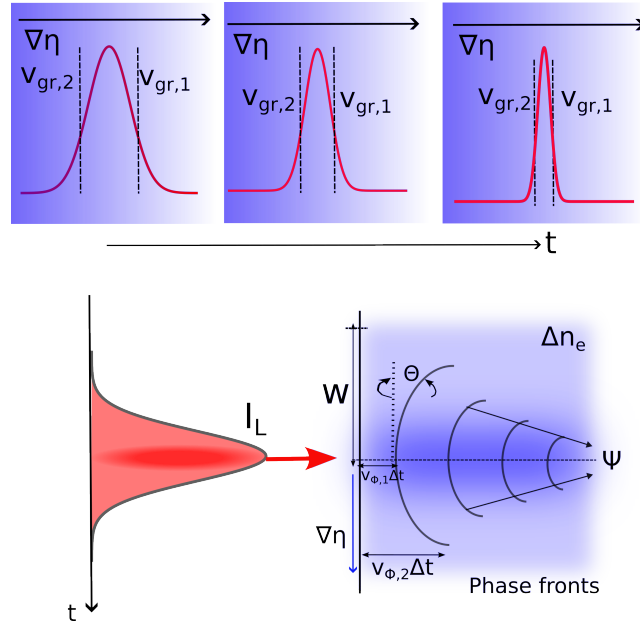 ∇η
v_gr,2
v_gr,1
∇η
v_gr,2
v_gr,1
∇η
v_gr,2
v_gr,1
t
Δn_e
Θ
w
I_L
v_Φ,1Δt
Ψ
∇η
v_Φ,2Δt
Phase fronts
t